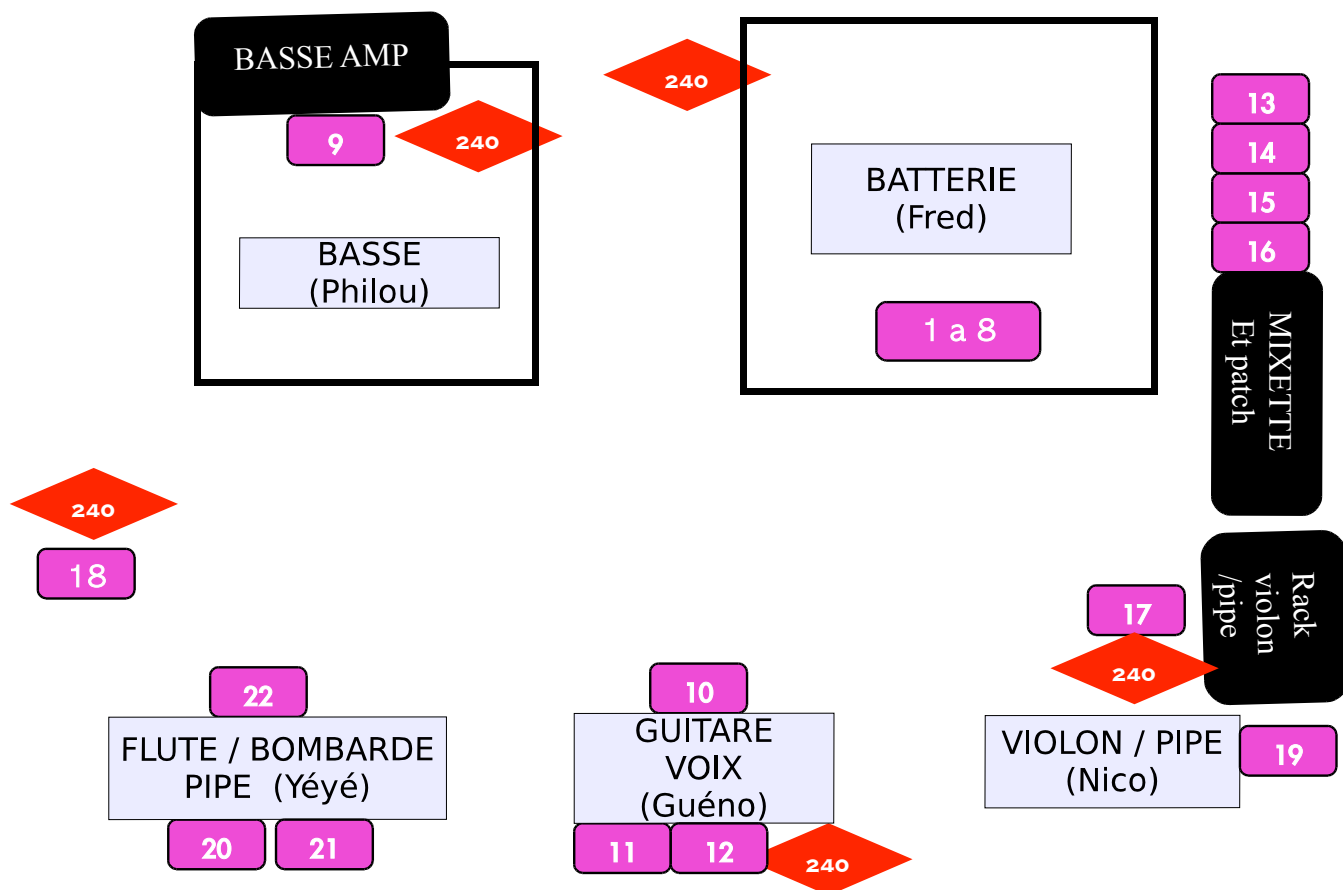 BASSE AMP
240
13
9
240
14
BATTERIE
(Fred)
15
16
BASSE
(Philou)
1 a 8
MIXETTE
Et patch
240
18
Rack
violon
/pipe
17
240
22
10
FLUTE / BOMBARDE
PIPE (Yéyé)
GUITARE
VOIX
(Guéno)
VIOLON / PIPE
(Nico)
19
20
21
11
12
240